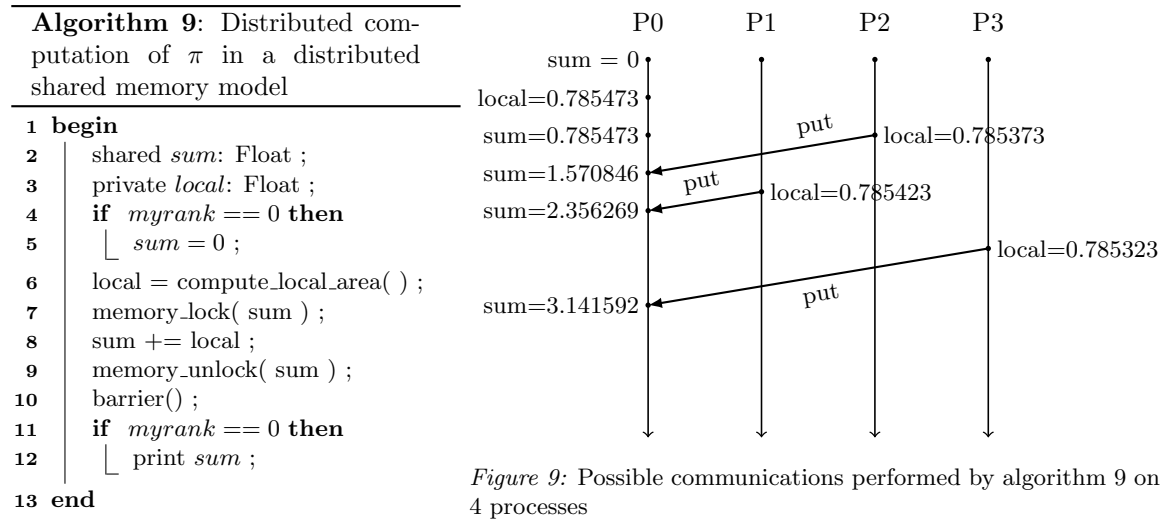 Algorithm 9: Distributed com-
putation of π in a distributed
shared memory model
1 begin
2 shared sum: Float ;
3 private local: Float ;
4 if myrank == 0 then
5 sum = 0 ;
6 local = compute_local_area( ) ;
7 memory_lock( sum ) ;
8 sum += local ;
9 memory_unlock( sum ) ;
10 barrier() ;
11 if myrank == 0 then
12 print sum ;
13 end
P0 P1 P2 P3
sum = 0
local=0.785473
sum=0.785473
put
local=0.785373
sum=1.570846
put
local=0.785423
sum=2.356269
local=0.785323
put
sum=3.141592
Figure 9: Possible communications performed by algorithm 9 on
4 processes